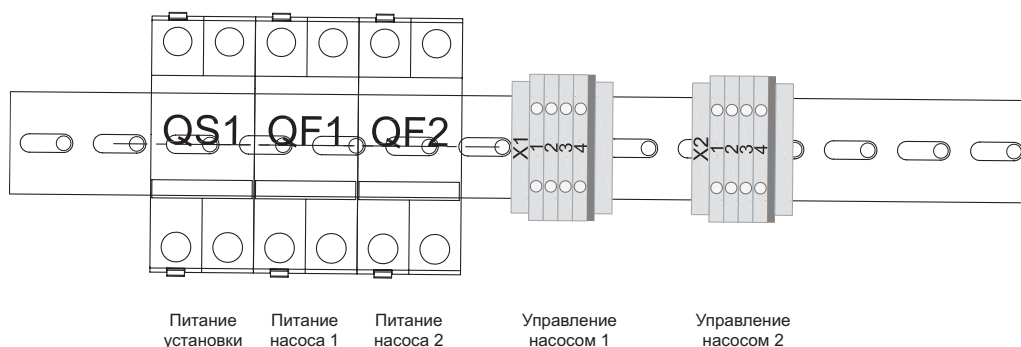 QS1 QF1 QF2
X1 1 2 3 4
X2 1 2 3 4
Питание установки
Питание насоса 1
Питание насоса 2
Управление насосом 1
Управление насосом 2